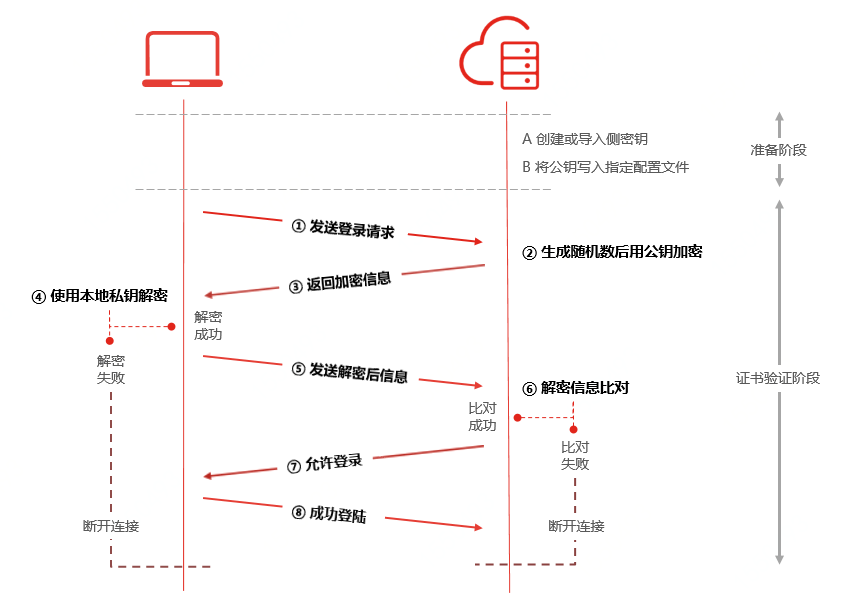 A 创建或导入侧密钥
B 将公钥写入指定配置文件
准备阶段
① 发送登录请求
② 生成随机数后用公钥加密
③ 返回加密信息
④ 使用本地私钥解密
解密
成功
解密
失败
⑤ 发送解密后信息
证书验证阶段
⑥ 解密信息比对
比对
成功
比对
失败
⑦ 允许登录
⑧ 成功登陆
断开连接
断开连接